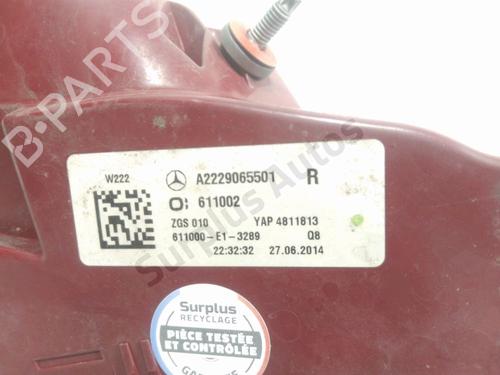 W222
A2229065501 R
611002
ZGS 010 YAP 4811813
611000-E1-3289 Q8
22:32:32 27.06.2014
Surplus
RECYCLAGE
PIÈCE TESTÉE
ET CONTRÔLÉE
B-PARTS
Surplus Autos